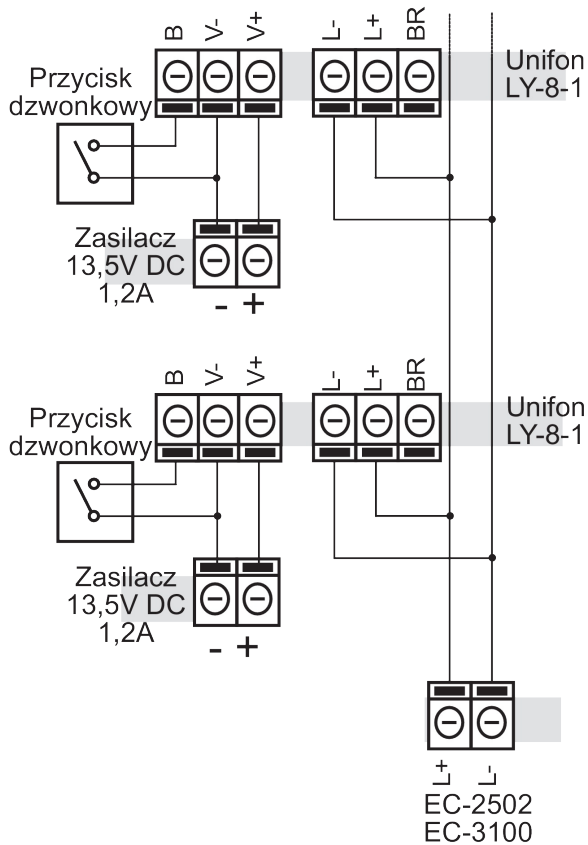 B V- V+ L- L+ BR
Unifon
LY-8-1
Przycisk
dzwonkowy
Zasilacz
13,5V DC
1,2A
- +
B V- V+ L- L+ BR
Unifon
LY-8-1
Przycisk
dzwonkowy
Zasilacz
13,5V DC
1,2A
- +
L+ L-
EC-2502
EC-3100